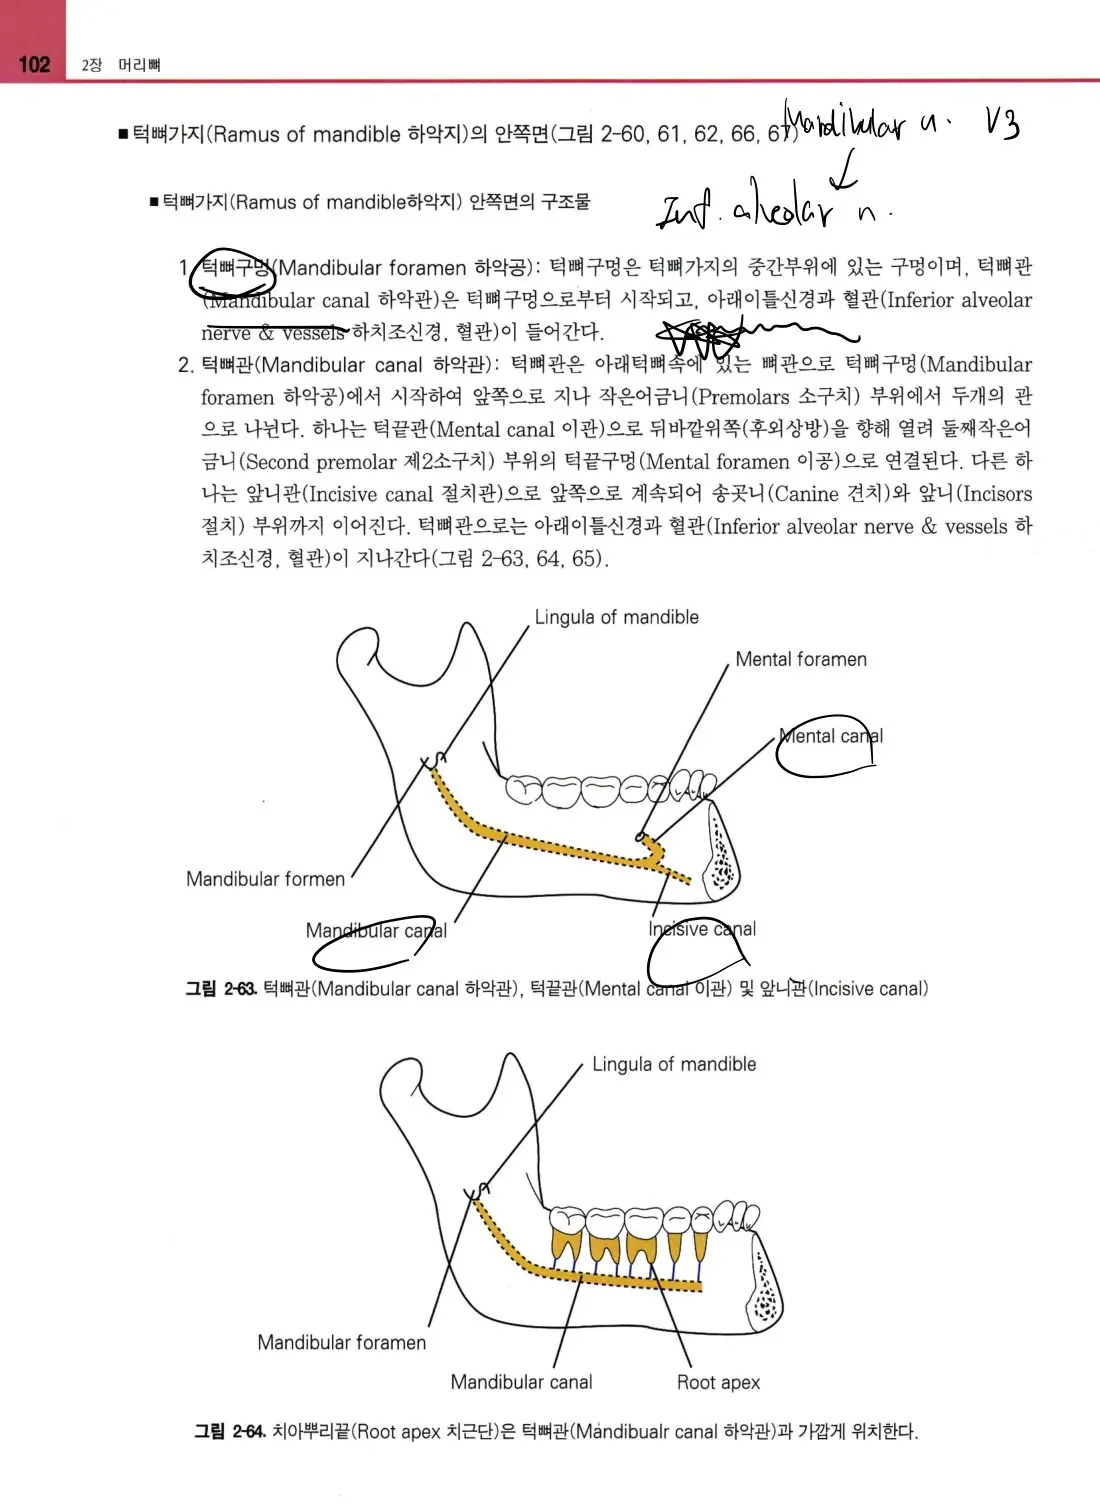 102 2장 머리뼈
■ 턱뼈가지(Ramus of mandible 하악지)의 안쪽면(그림 2-60, 61, 62, 66, 67)
Mandibular n. V3
■ 턱뼈가지(Ramus of mandible하악지) 안쪽면의 구조물
Inf. alveolar n.
1. 턱뼈구멍(Mandibular foramen 하악공): 턱뼈구멍은 턱뼈가지의 중간부위에 있는 구멍이며, 턱뼈관
(Mandibular canal 하악관)은 턱뼈구멍으로부터 시작되고, 아래이틀신경과 혈관(Inferior alveolar
nerve & vessels 하치조신경, 혈관)이 들어간다.
2. 턱뼈관(Mandibular canal 하악관): 턱뼈관은 아래턱뼈속에 있는 뼈관으로 턱뼈구멍(Mandibular
foramen 하악공)에서 시작하여 앞쪽으로 지나 작은어금니(Premolars 소구치) 부위에서 두개의 관
으로 나뉜다. 하나는 턱끝관(Mental canal 이관)으로 뒤바깥위쪽(후외상방)을 향해 열려 둘째작은어
금니(Second premolar 제2소구치) 부위의 턱끝구멍(Mental foramen 이공)으로 연결된다. 다른 하
나는 앞니관(Incisive canal 절치관)으로 앞쪽으로 계속되어 송곳니(Canine 견치)와 앞니(Incisors
절치) 부위까지 이어진다. 턱뼈관으로는 아래이틀신경과 혈관(Inferior alveolar nerve & vessels 하
치조신경, 혈관)이 지나간다(그림 2-63, 64, 65).
Lingula of mandible
Mental foramen
Mental canal
Mandibular formen
Mandibular canal
Incisive canal
그림 2-63. 턱뼈관(Mandibular canal 하악관), 턱끝관(Mental canal 이관) 및 앞니관(Incisive canal)
Lingula of mandible
Mandibular foramen
Mandibular canal
Root apex
그림 2-64. 치아뿌리끝(Root apex 치근단)은 턱뼈관(Mandibualr canal 하악관)과 가깝게 위치한다.